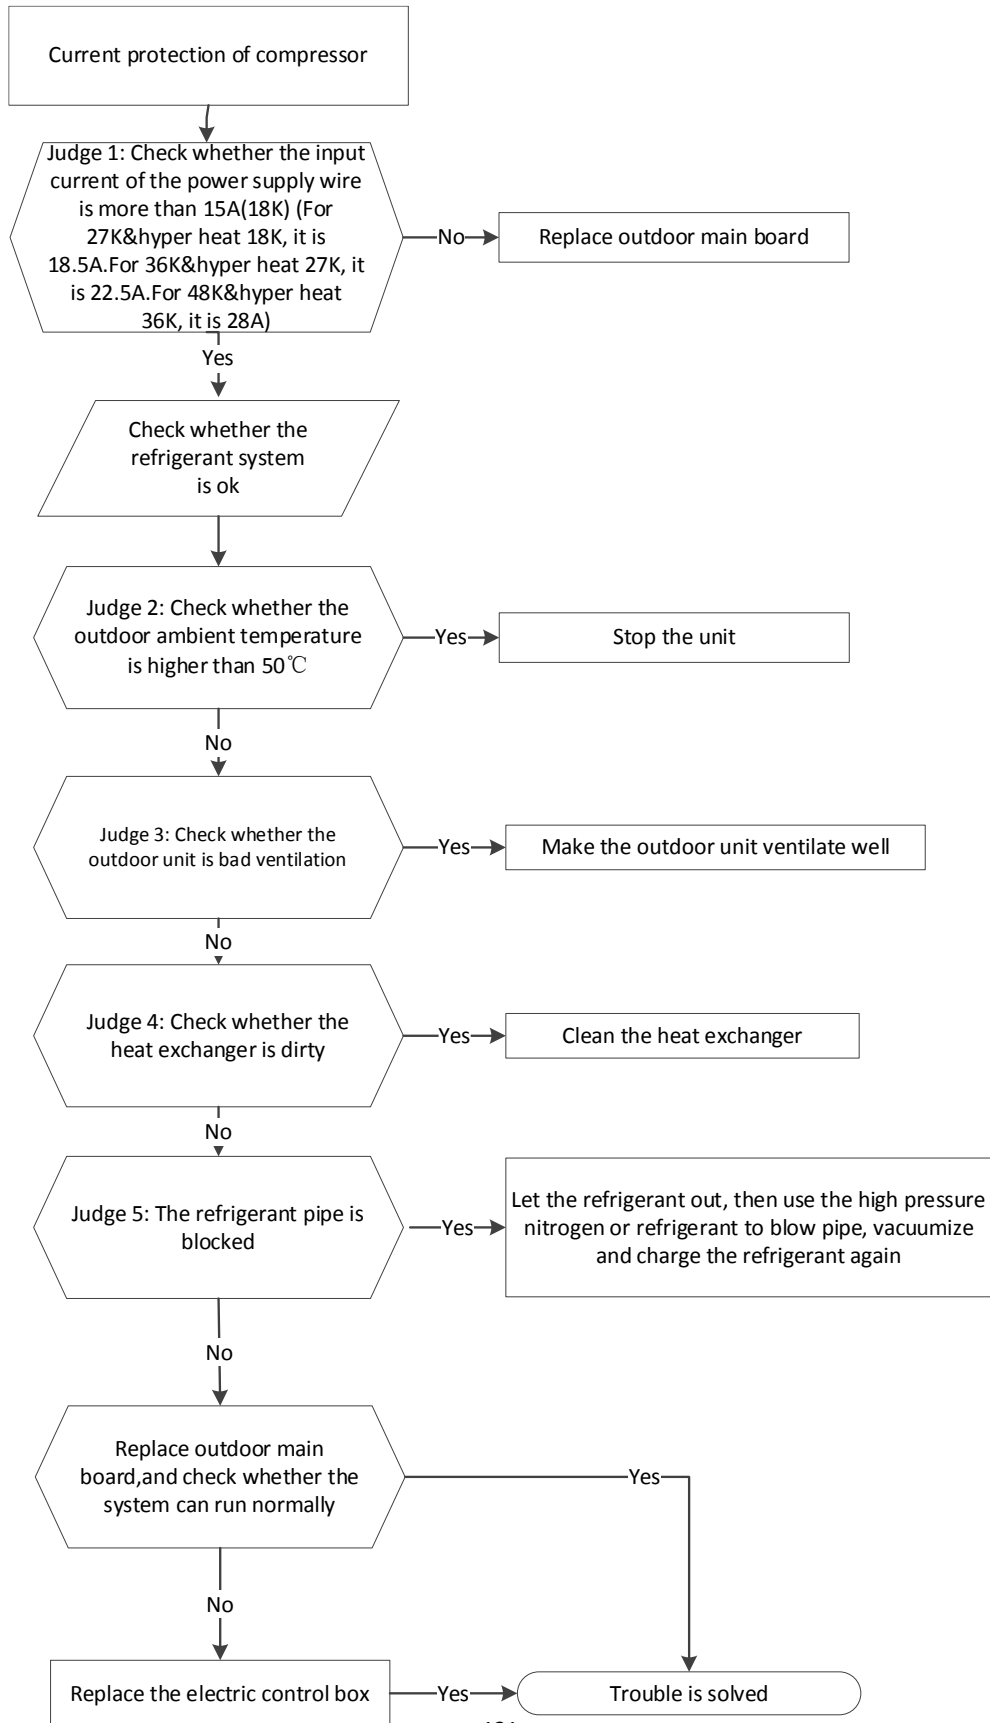 Current protection of compressor
Judge 1: Check whether the input
current of the power supply wire
is more than 15A(18K) (For
27K&hyper heat 18K, it is
18.5A.For 36K&hyper heat 27K, it
is 22.5A.For 48K&hyper heat
36K, it is 28A)
No
Replace outdoor main board
Yes
Check whether the
refrigerant system
is ok
Judge 2: Check whether the
outdoor ambient temperature
is higher than 50℃
Yes
Stop the unit
No
Judge 3: Check whether the
outdoor unit is bad ventilation
Yes
Make the outdoor unit ventilate well
No
Judge 4: Check whether the
heat exchanger is dirty
Yes
Clean the heat exchanger
No
Judge 5: The refrigerant pipe is
blocked
Yes
Let the refrigerant out, then use the high pressure
nitrogen or refrigerant to blow pipe, vacuumize
and charge the refrigerant again
No
Replace outdoor main
board,and check whether the
system can run normally
Yes
No
Replace the electric control box
Yes
Trouble is solved